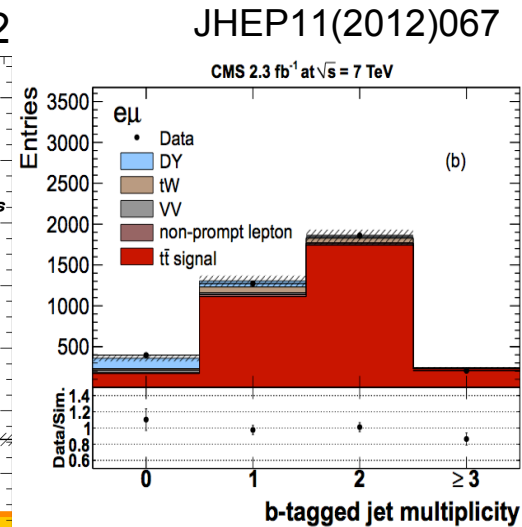 2
JHEP11(2012)067
CMS 2.3 fb⁻¹ at √s = 7 TeV
Entries
3500
3000
2500
2000
1500
1000
500
eμ
Data
DY
tW
VV
non-prompt lepton
tt̄ signal
(b)
s
Data/Sim.
1.4
1.2
1
0.8
0.6
0 1 2 ≥ 3
b-tagged jet multiplicity